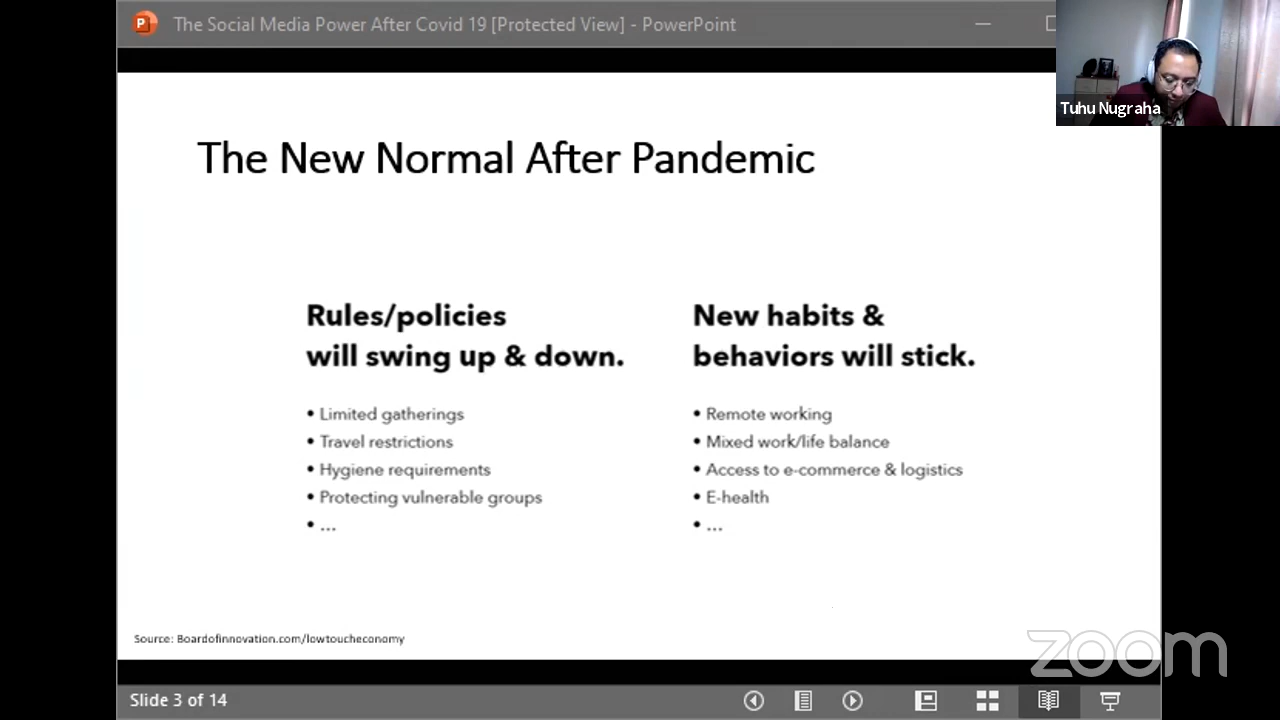 The Social Media Power After Covid 19 [Protected View] - PowerPoint
Tuhu Nugraha
The New Normal After Pandemic
Rules/policies
will swing up & down.
• Limited gatherings
• Travel restrictions
• Hygiene requirements
• Protecting vulnerable groups
• ...
New habits &
behaviors will stick.
• Remote working
• Mixed work/life balance
• Access to e-commerce & logistics
• E-health
• ...
Source: Boardofinnovation.com/lowtoucheconomy
zoom
Slide 3 of 14